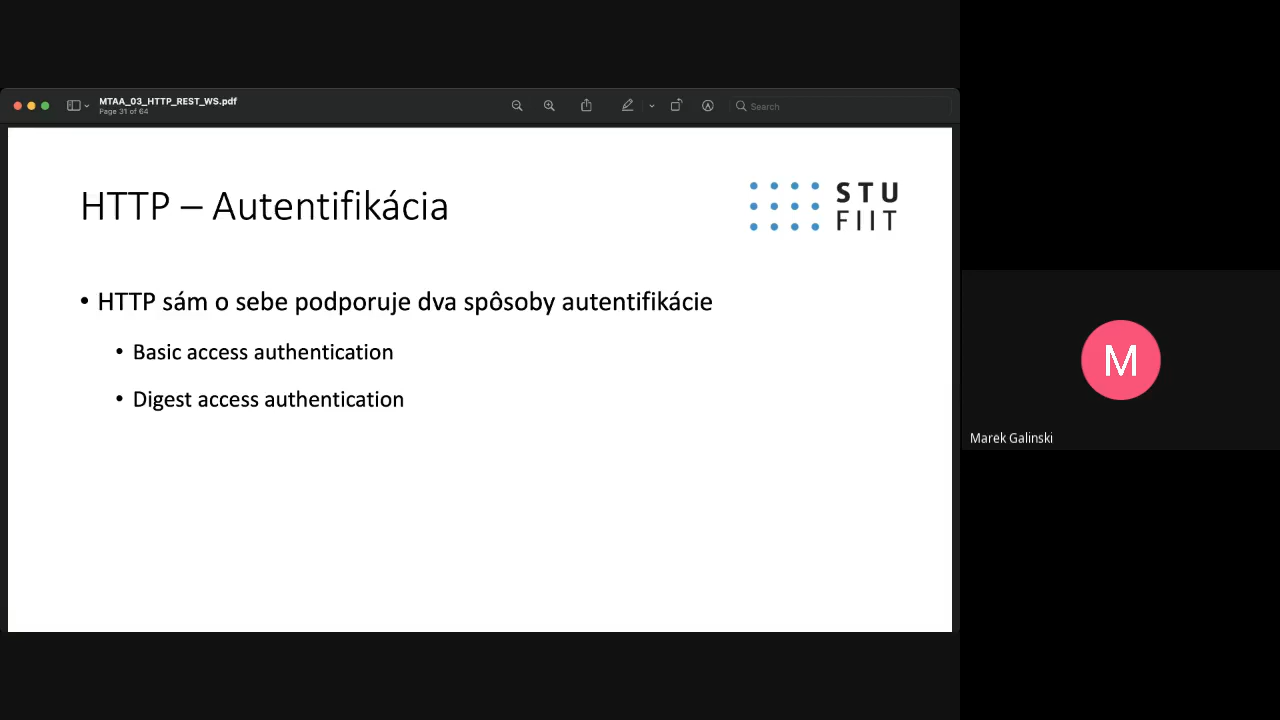 MTAA_03_HTTP_REST_WS.pdf
Page 31 of 64
Search
HTTP – Autentifikácia
STU
FIIT
• HTTP sám o sebe podporuje dva spôsoby autentifikácie
• Basic access authentication
• Digest access authentication
M
Marek Galinski